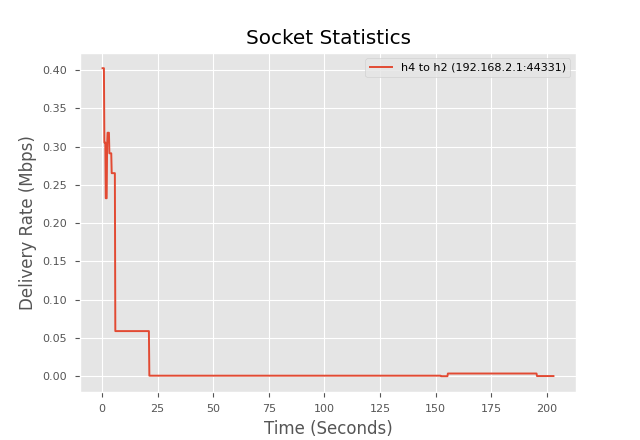 Socket Statistics
h4 to h2 (192.168.2.1:44331)
Delivery Rate (Mbps)
0.40
0.35
0.30
0.25
0.20
0.15
0.10
0.05
0.00
0 25 50 75 100 125 150 175 200
Time (Seconds)